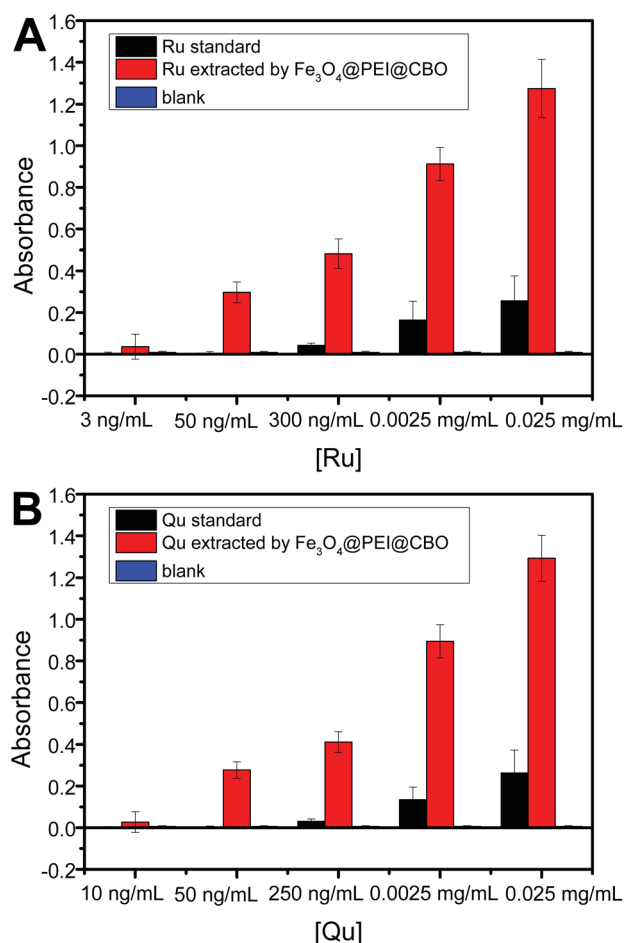 A
Absorbance
1.6
1.4
1.2
1.0
0.8
0.6
0.4
0.2
0.0
-0.2
Ru standard
Ru extracted by Fe₃O₄@PEI@CBO
blank
3 ng/mL 50 ng/mL 300 ng/mL 0.0025 mg/mL 0.025 mg/mL
[Ru]
B
Absorbance
1.6
1.4
1.2
1.0
0.8
0.6
0.4
0.2
0.0
-0.2
Qu standard
Qu extracted by Fe₃O₄@PEI@CBO
blank
10 ng/mL 50 ng/mL 250 ng/mL 0.0025 mg/mL 0.025 mg/mL
[Qu]